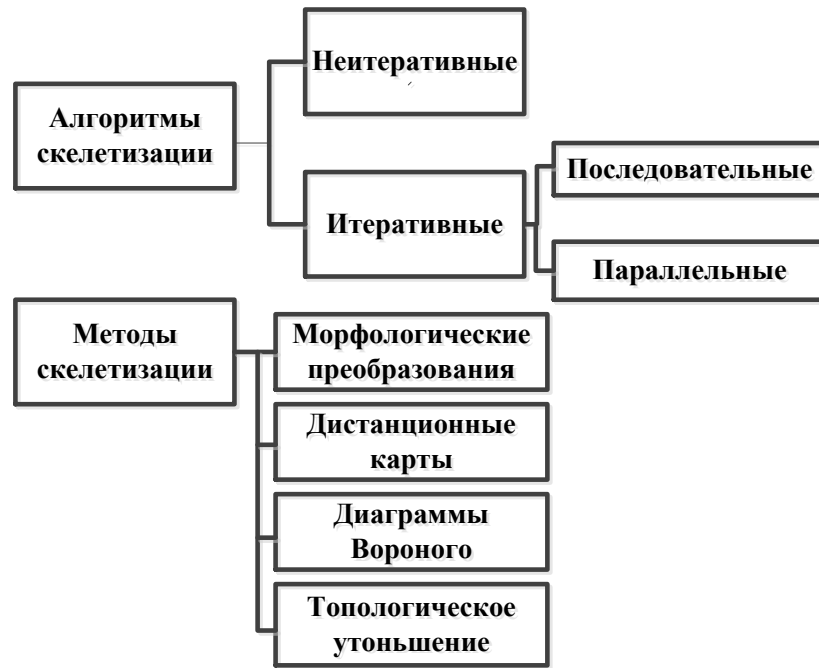 Неитеративные
Алгоритмы
скелетизации
Итеративные
Последовательные
Параллельные
Методы
скелетизации
Морфологические
преобразования
Дистанционные
карты
Диаграммы
Вороного
Топологическое
утоньшение